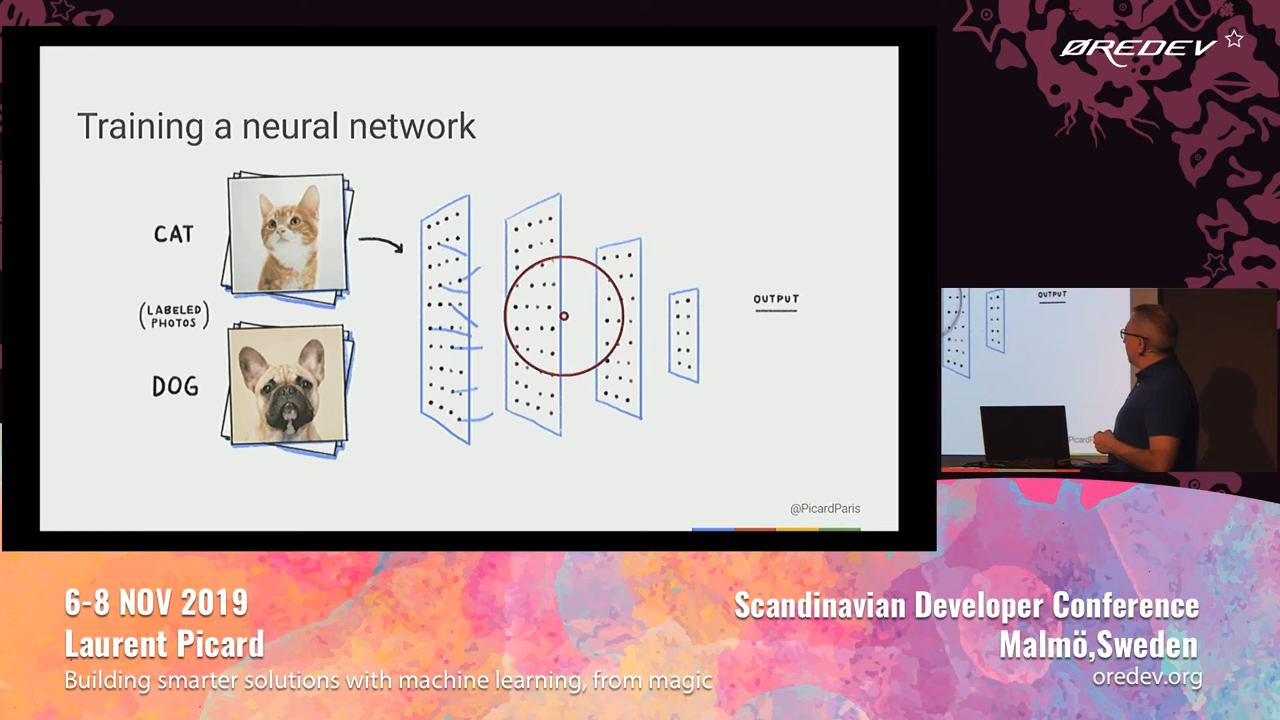 ØREDEV
Training a neural network
CAT
(LABELED
PHOTOS)
DOG
OUTPUT
@PicardParis
OUTPUT
6-8 NOV 2019
Laurent Picard
Building smarter solutions with machine learning, from magic
Scandinavian Developer Conference
Malmö,Sweden
oredev.org